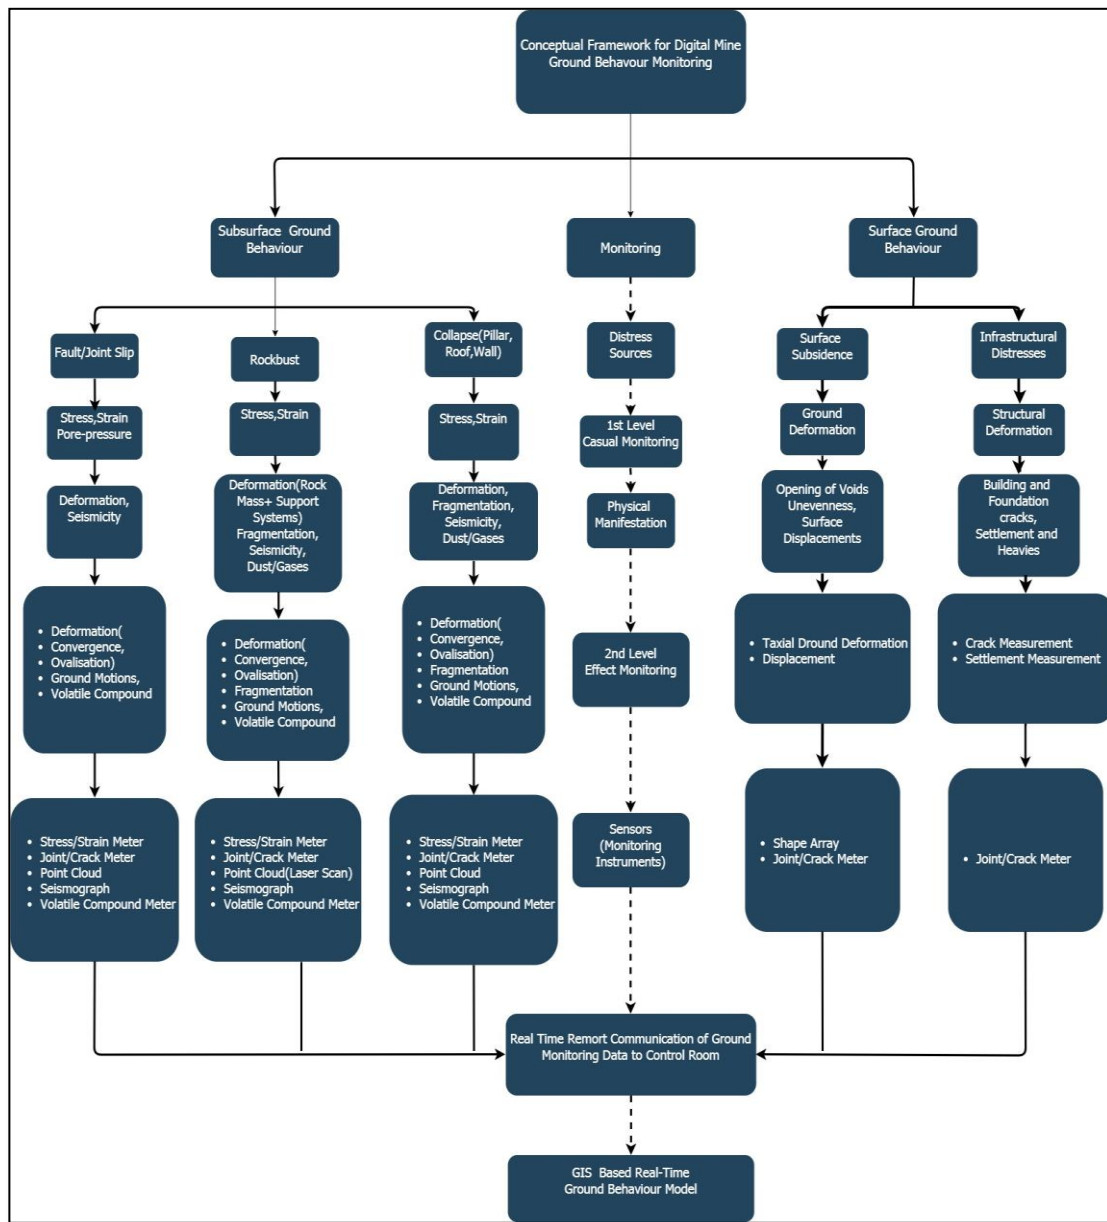 Conceptual Framework for Digital Mine
Ground Behavour Monitoring
Subsurface Ground
Behaviour
Monitoring
Surface Ground
Behaviour
Fault/Joint Slip
Rockbust
Collapse(Pillar,
Roof,Wall)
Distress
Sources
Surface
Subsidence
Infrastructural
Distresses
Stress,Strain
Pore-pressure
Stress,Strain
Stress,Strain
1st Level
Casual Monitoring
Ground
Deformation
Structural
Deformation
Deformation,
Seismicity
Deformation(Rock
Mass+ Support
Systems)
Fragmentation,
Seismicity,
Dust/Gases
Deformation,
Fragmentation,
Seismicity,
Dust/Gases
Physical
Manifestation
Opening of Voids
Unevenness,
Surface
Displacements
Building and
Foundation
cracks,
Settlement and
Heavies
• Deformation(
• Convergence,
• Ovalisation)
• Ground Motions,
• Volatile Compound
• Deformation(
• Convergence,
• Ovalisation)
• Fragmentation
• Ground Motions,
• Volatile Compound
• Deformation(
• Convergence,
• Ovalisation)
• Fragmentation
• Ground Motions,
• Volatile Compound
2nd Level
Effect Monitoring
• Taxial Dround Deformation
• Displacement
• Crack Measurement
• Settlement Measurement
• Stress/Strain Meter
• Joint/Crack Meter
• Point Cloud
• Seismograph
• Volatile Compound Meter
• Stress/Strain Meter
• Joint/Crack Meter
• Point Cloud(Laser Scan)
• Seismograph
• Volatile Compound Meter
• Stress/Strain Meter
• Joint/Crack Meter
• Point Cloud
• Seismograph
• Volatile Compound Meter
Sensors
(Monitoring
Instruments)
• Shape Array
• Joint/Crack Meter
• Joint/Crack Meter
Real Time Remort Communication of Ground
Monitoring Data to Control Room
GIS Based Real-Time
Ground Behaviour Model